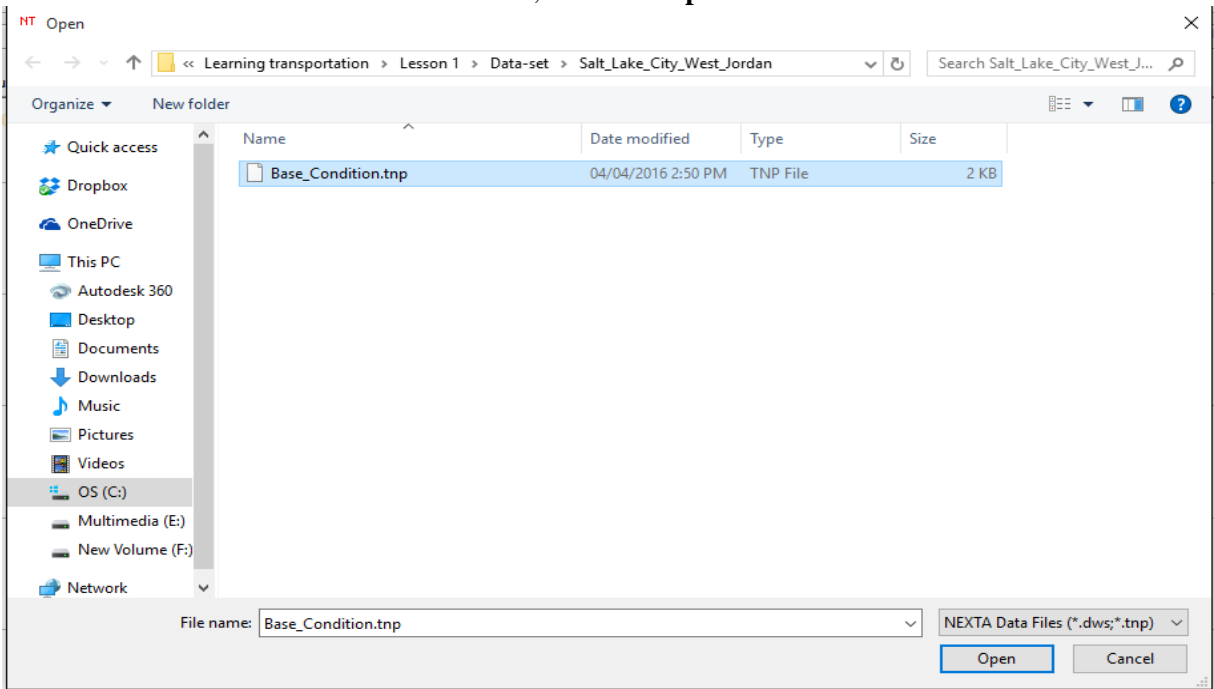 NT Open
« Learning transportation › Lesson 1 › Data-set › Salt_Lake_City_West_Jordan
Search Salt_Lake_City_West_J...
Organize
New folder
Name
Date modified
Type
Size
Base_Condition.tnp
04/04/2016 2:50 PM
TNP File
2 KB
Quick access
Dropbox
OneDrive
This PC
Autodesk 360
Desktop
Documents
Downloads
Music
Pictures
Videos
OS (C:)
Multimedia (E:)
New Volume (F:)
Network
File name: Base_Condition.tnp
NEXTA Data Files (*.dws;*.tnp)
Open
Cancel